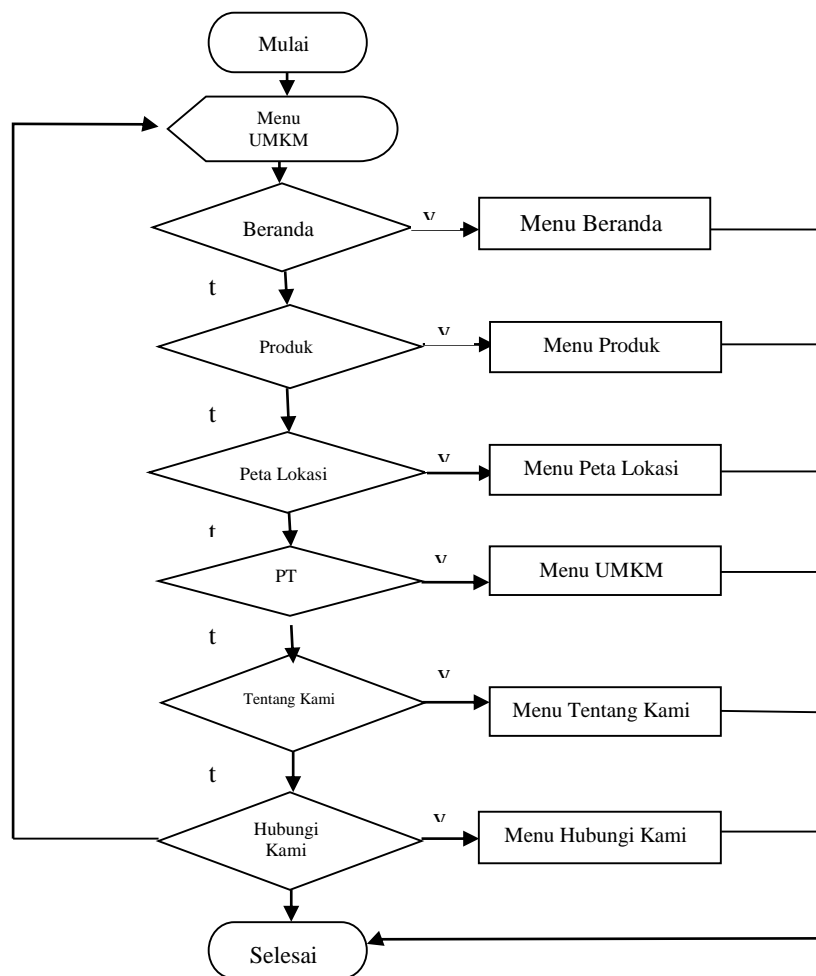 Mulai
Menu
UMKM
Beranda
y
Menu Beranda
t
Produk
y
Menu Produk
t
Peta Lokasi
y
Menu Peta Lokasi
t
PT
y
Menu UMKM
t
Tentang Kami
y
Menu Tentang Kami
t
Hubungi
Kami
y
Menu Hubungi Kami
Selesai